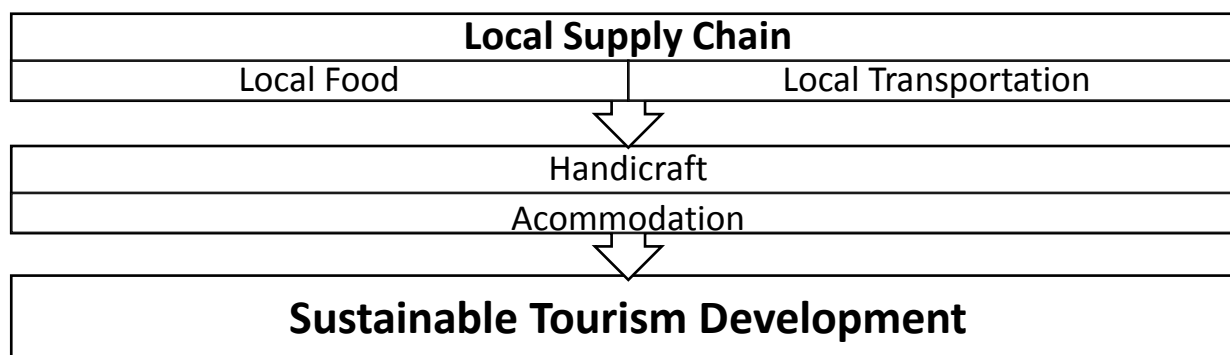 Local Supply Chain
Local Food
Local Transportation
Handicraft
Acommodation
Sustainable Tourism Development